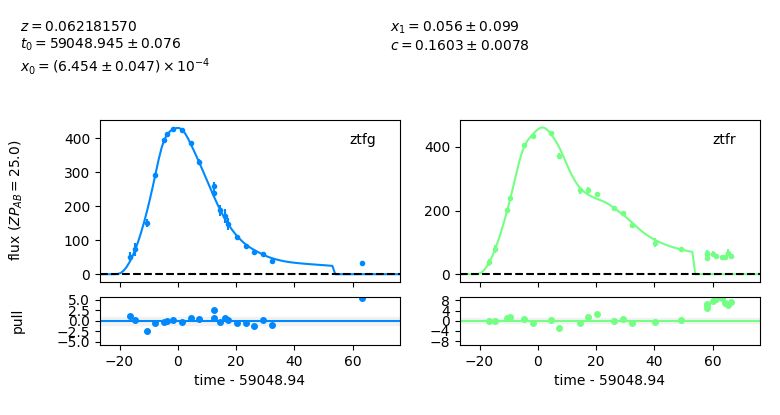 z = 0.062181570
t₀ = 59048.945 ± 0.076
x₀ = (6.454 ± 0.047) × 10⁻⁴
x₁ = 0.056 ± 0.099
c = 0.1603 ± 0.0078
flux (ZP_AB = 25.0)
400
300
200
100
0
ztfg
400
200
0
ztfr
pull
5.0
2.5
0.0
−2.5
−5.0
−20 0 20 40 60
time - 59048.94
8
4
0
−4
−8
−20 0 20 40 60
time - 59048.94